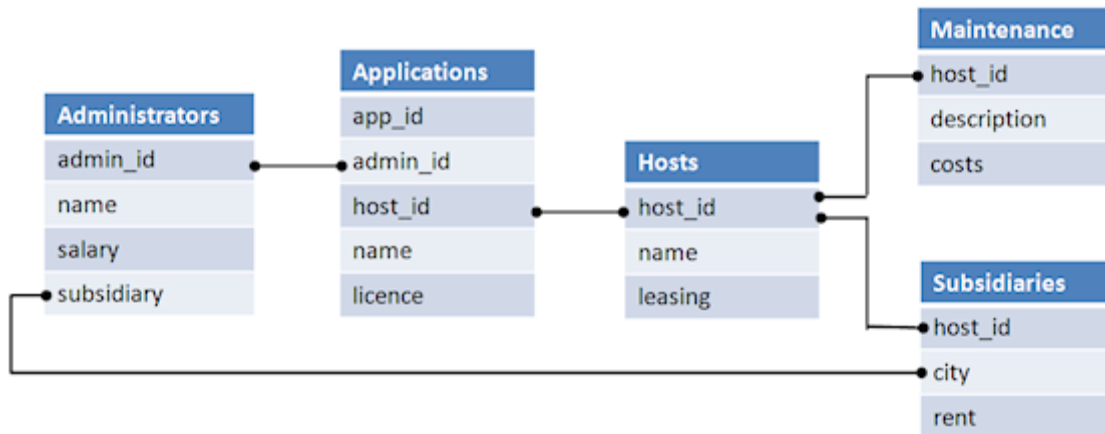 Administrators
admin_id
name
salary
subsidiary
Applications
app_id
admin_id
host_id
name
licence
Hosts
host_id
name
leasing
Maintenance
host_id
description
costs
Subsidiaries
host_id
city
rent